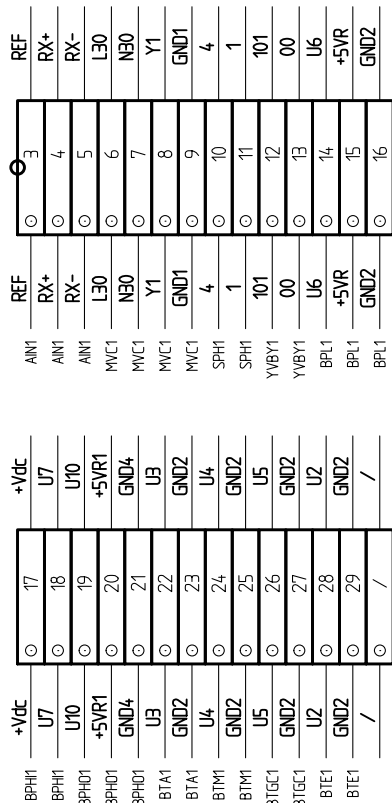 AIN1 REF 3 REF
AIN1 RX+ 4 RX+
AIN1 RX- 5 RX-
MVC1 L30 6 L30
MVC1 N30 7 N30
MVC1 Y1 8 Y1
MVC1 GND1 9 GND1
SPH1 4 10 4
SPH1 1 11 1
YVBY1 101 12 101
YVBY1 00 13 00
BPL1 U6 14 U6
BPL1 +5VR 15 +5VR
BPL1 GND2 16 GND2
BPHI1 +Vdc 17 +Vdc
BPHI1 U7 18 U7
BPHO1 U10 19 U10
BPHO1 +5VR1 20 +5VR1
BPHO1 GND4 21 GND4
BTA1 U3 22 U3
BTA1 GND2 23 GND2
BTM1 U4 24 U4
BTM1 GND2 25 GND2
BTGC1 U5 26 U5
BTGC1 GND2 27 GND2
BTE1 U2 28 U2
BTE1 GND2 29 GND2
/ / /